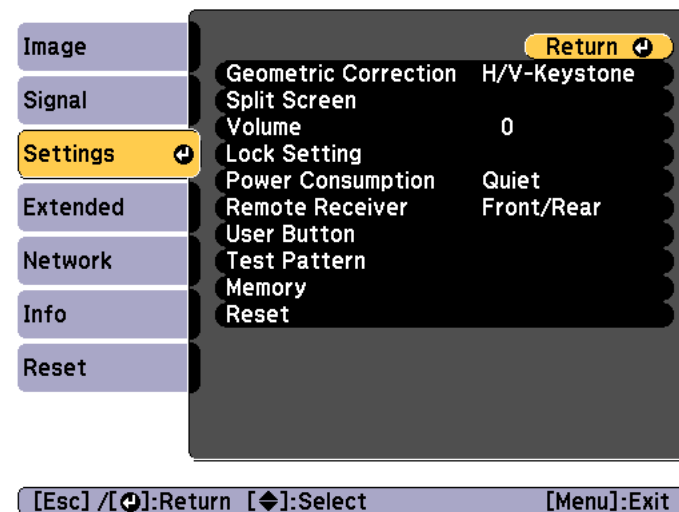 Image
Signal
Settings
Extended
Network
Info
Reset
Return
Geometric Correction H/V-Keystone
Split Screen
Volume 0
Lock Setting
Power Consumption Quiet
Remote Receiver Front/Rear
User Button
Test Pattern
Memory
Reset
[Esc] /[⏎]:Return [◆]:Select [Menu]:Exit